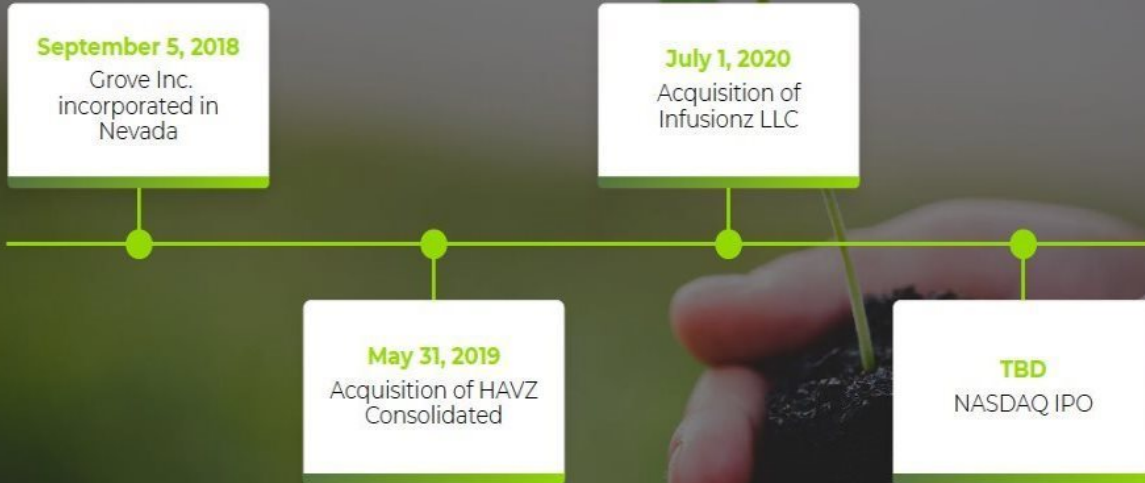 September 5, 2018
Grove Inc.
incorporated in
Nevada
May 31, 2019
Acquisition of HAVZ
Consolidated
July 1, 2020
Acquisition of
Infusionz LLC
TBD
NASDAQ IPO